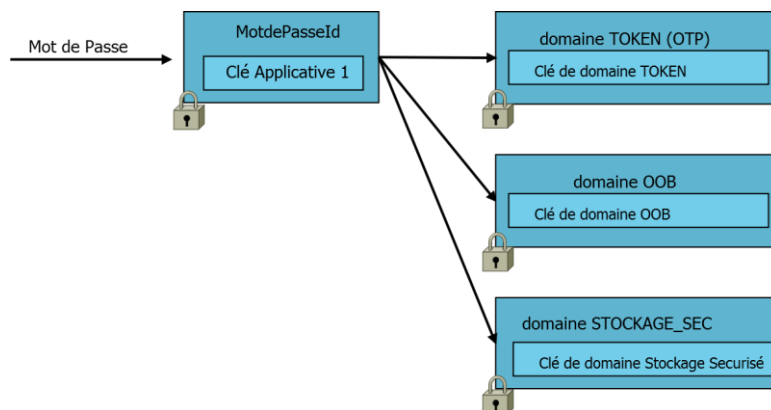 Mot de Passe
MotdePasseId
Clé Applicative 1
domaine TOKEN (OTP)
Clé de domaine TOKEN
domaine OOB
Clé de domaine OOB
domaine STOCKAGE_SEC
Clé de domaine Stockage Securisé